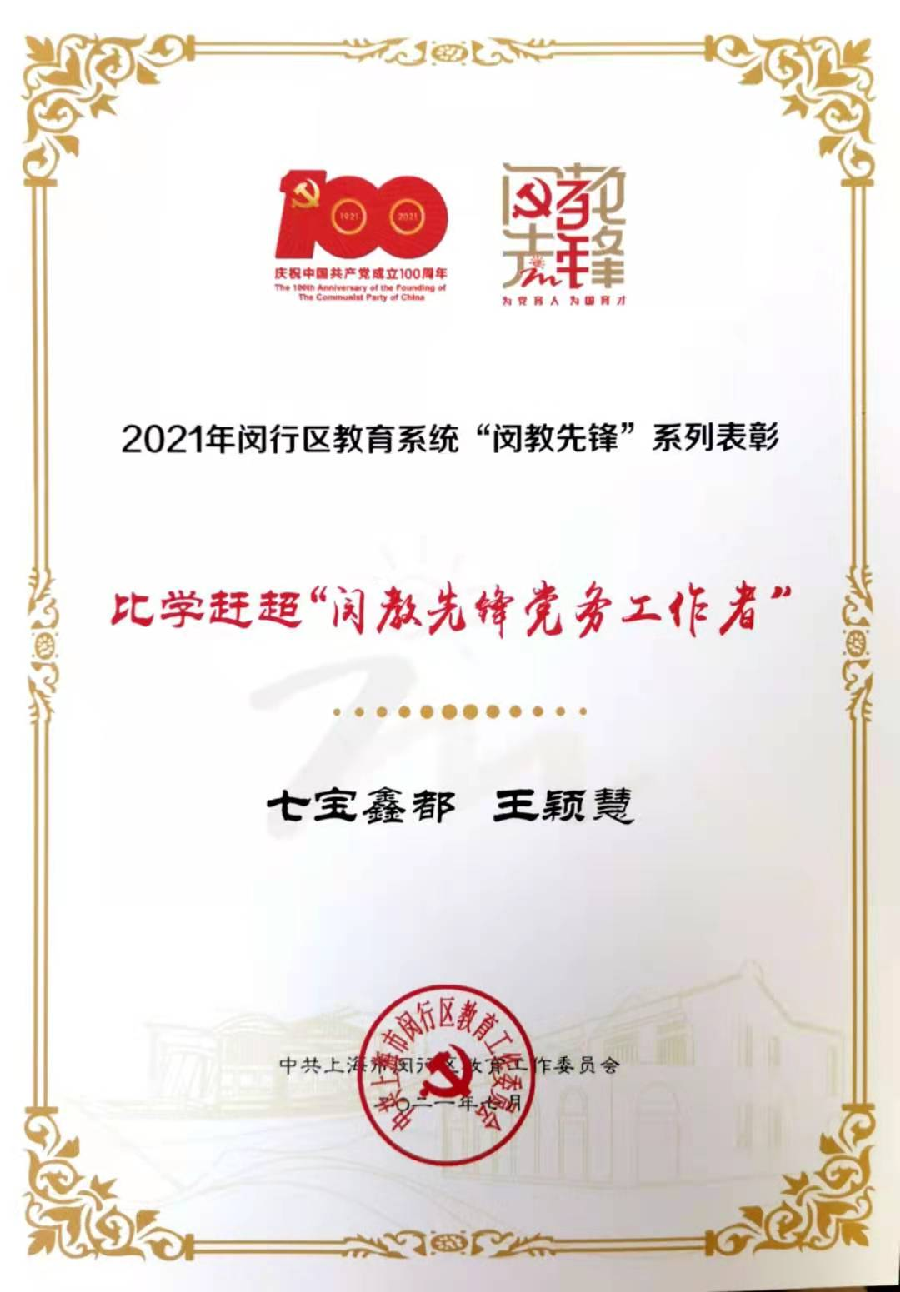 100
1921
2021
庆祝中国共产党成立100周年
The 100th Anniversary of the Founding of
The Communist Party of China
闵教
先锋
为党育人 为国育才
2021年闵行区教育系统“闵教先锋”系列表彰
比学赶超“闵教先锋党务工作者”
七宝鑫都 王颖慧
中共上海市闵行区教育工作委员会
二〇二一年七月
中共上海市闵行区教育工作委员会